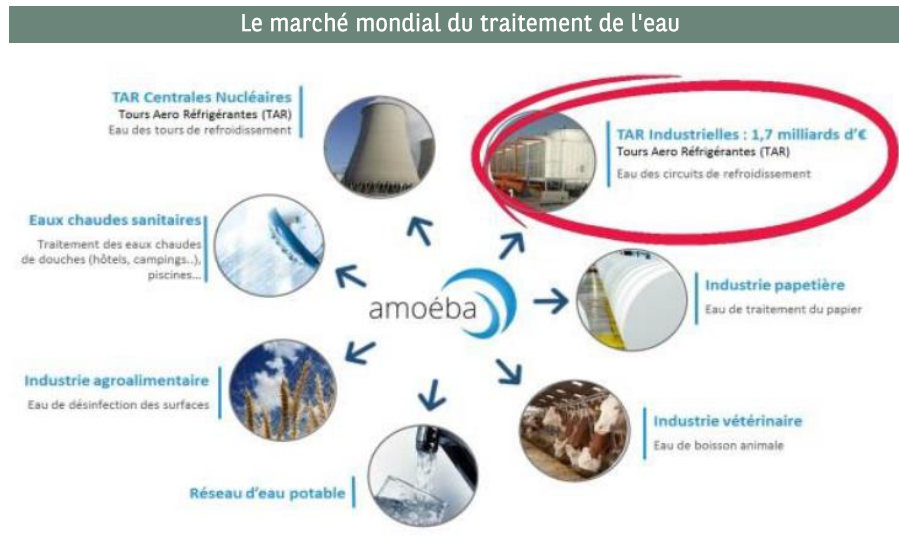 Le marché mondial du traitement de l'eau
TAR Centrales Nucléaires
Tours Aero Réfrigérantes (TAR)
Eau des tours de refroidissement
TAR Industrielles : 1,7 milliards d'€
Tours Aero Réfrigérantes (TAR)
Eau des circuits de refroidissement
Eaux chaudes sanitaires
Traitement des eaux chaudes
de douches (hôtels, campings..),
piscines...
amoéba
Industrie papetière
Eau de traitement du papier
Industrie agroalimentaire
Eau de désinfection des surfaces
Industrie vétérinaire
Eau de boisson animale
Réseau d'eau potable